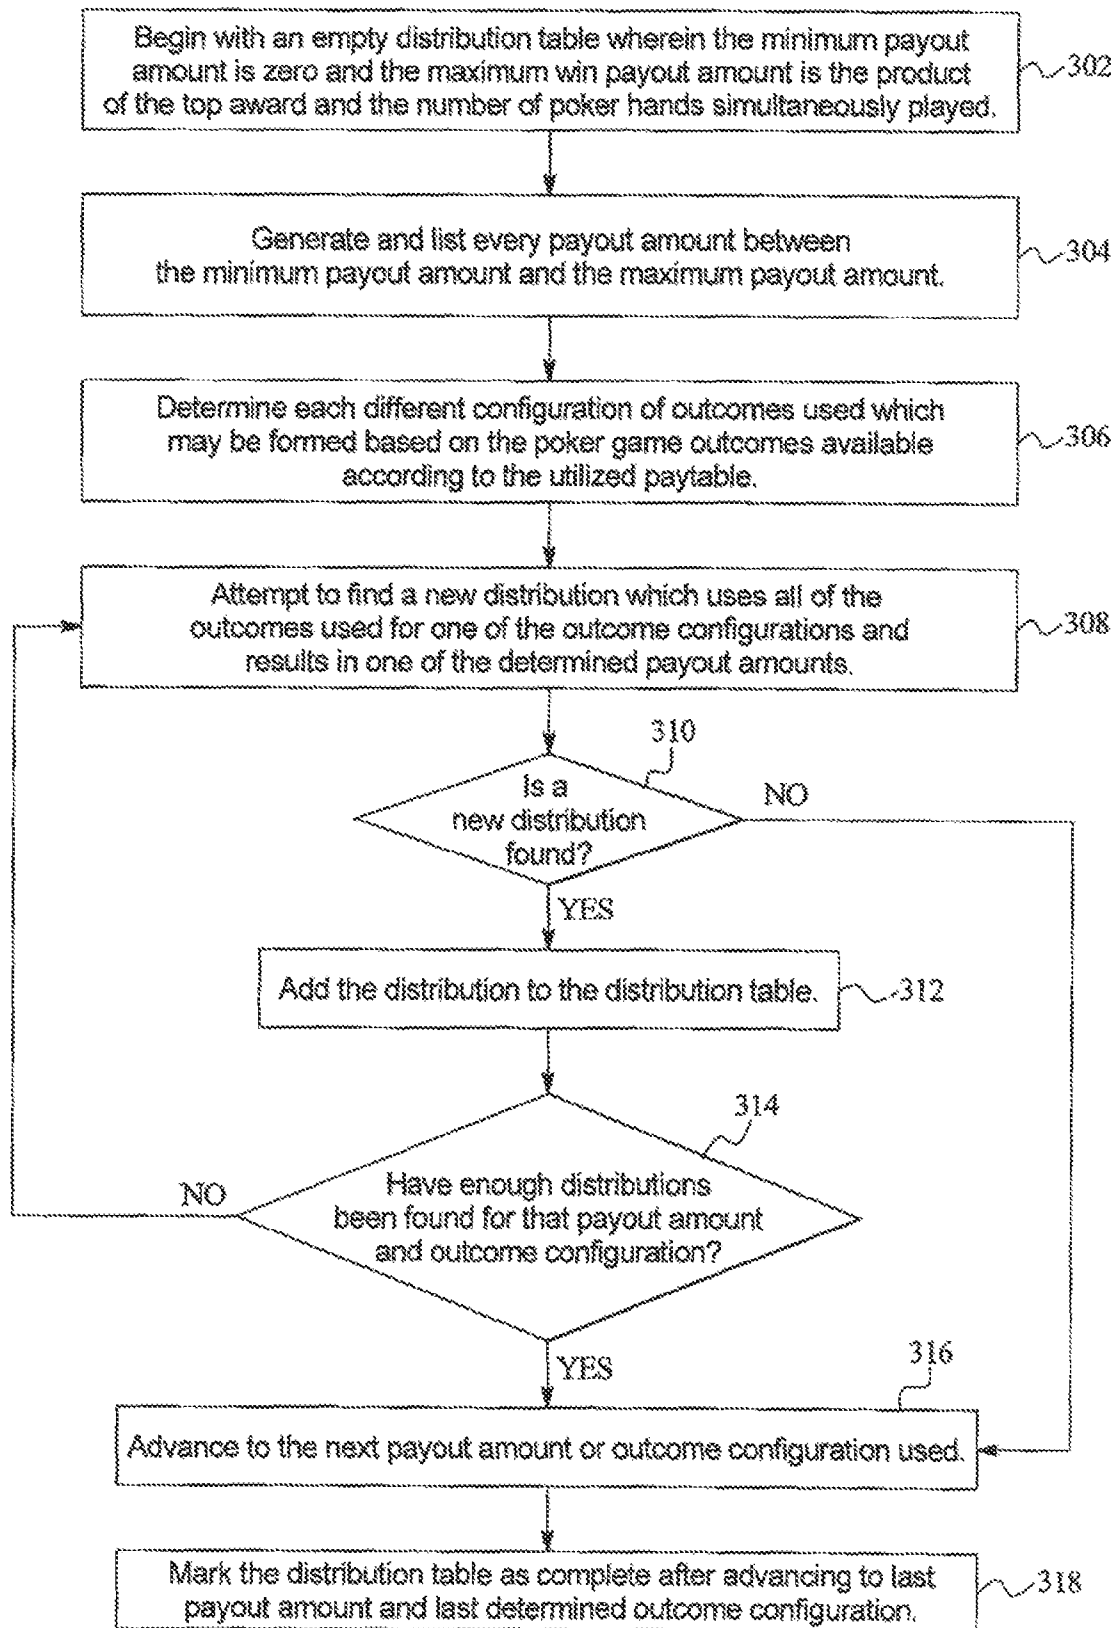 Begin with an empty distribution table wherein the minimum payout
amount is zero and the maximum win payout amount is the product
of the top award and the number of poker hands simultaneously played.
302
Generate and list every payout amount between
the minimum payout amount and the maximum payout amount.
304
Determine each different configuration of outcomes used which
may be formed based on the poker game outcomes available
according to the utilized paytable.
306
Attempt to find a new distribution which uses all of the
outcomes used for one of the outcome configurations and
results in one of the determined payout amounts.
308
310
Is a
new distribution
found?
NO
YES
Add the distribution to the distribution table.
312
314
Have enough distributions
been found for that payout amount
and outcome configuration?
NO
YES
316
Advance to the next payout amount or outcome configuration used.
Mark the distribution table as complete after advancing to last
payout amount and last determined outcome configuration.
318